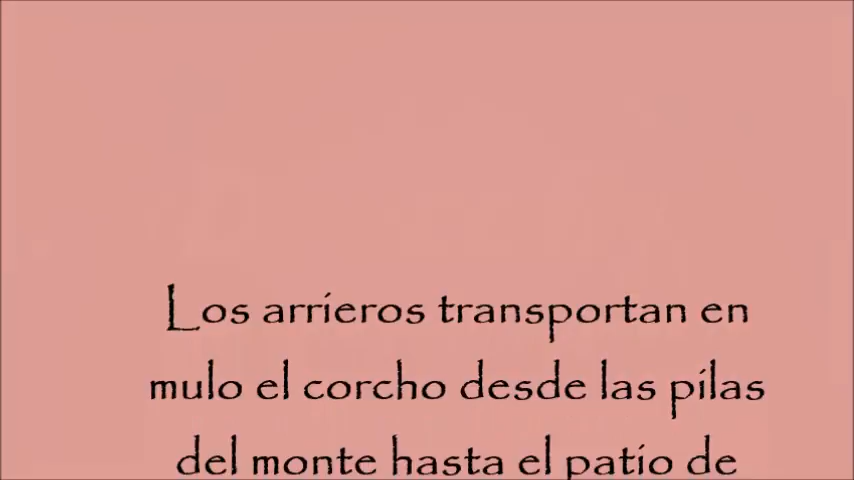 Los arrieros transportan en
mulo el corcho desde las pilas
del monte hasta el patio de